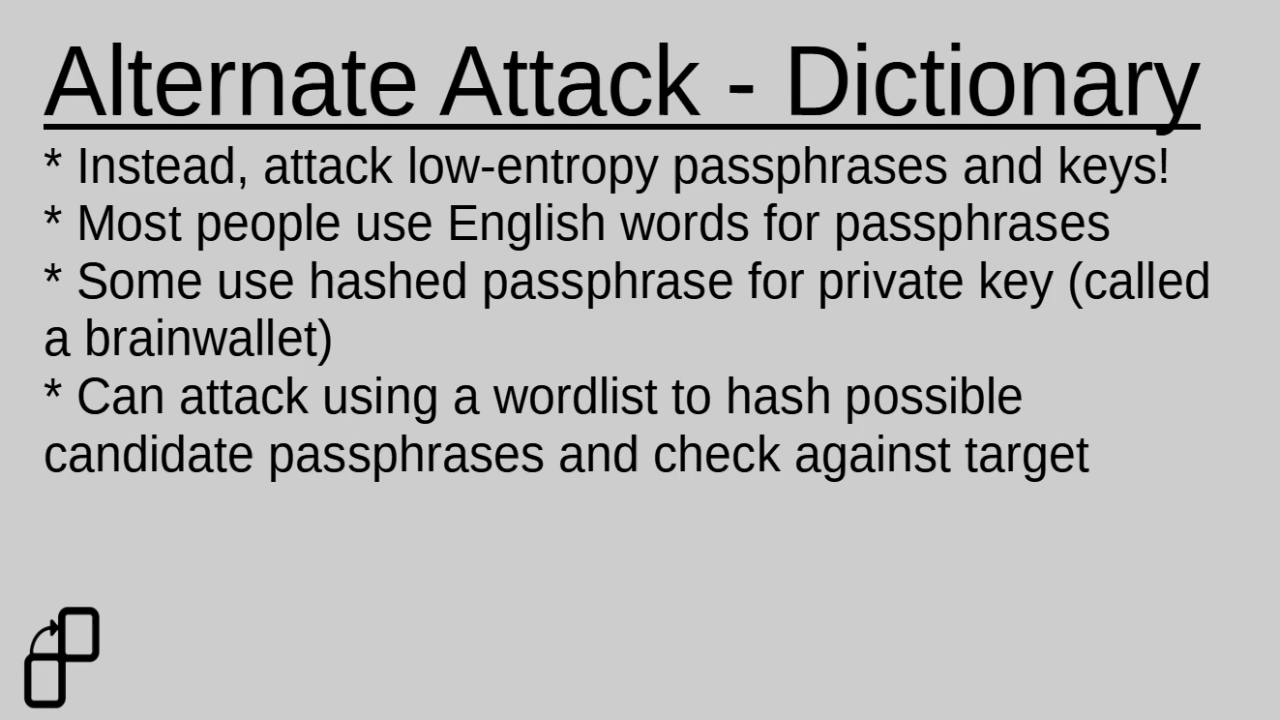 Alternate Attack - Dictionary
* Instead, attack low-entropy passphrases and keys!
* Most people use English words for passphrases
* Some use hashed passphrase for private key (called
a brainwallet)
* Can attack using a wordlist to hash possible
candidate passphrases and check against target